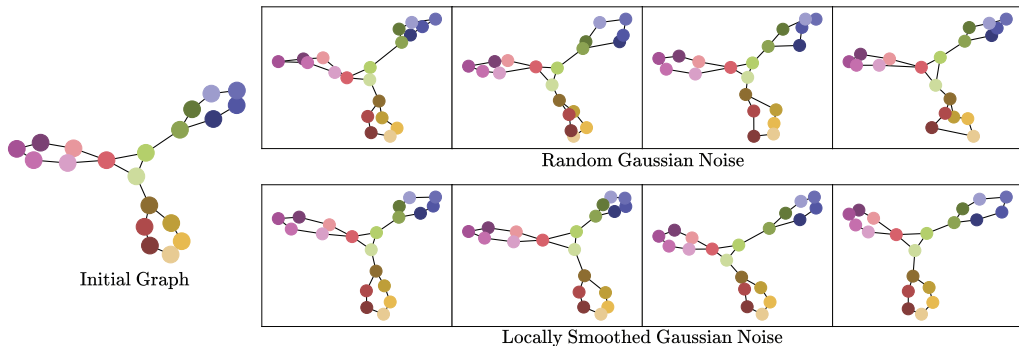 Random Gaussian Noise
Initial Graph
Locally Smoothed Gaussian Noise